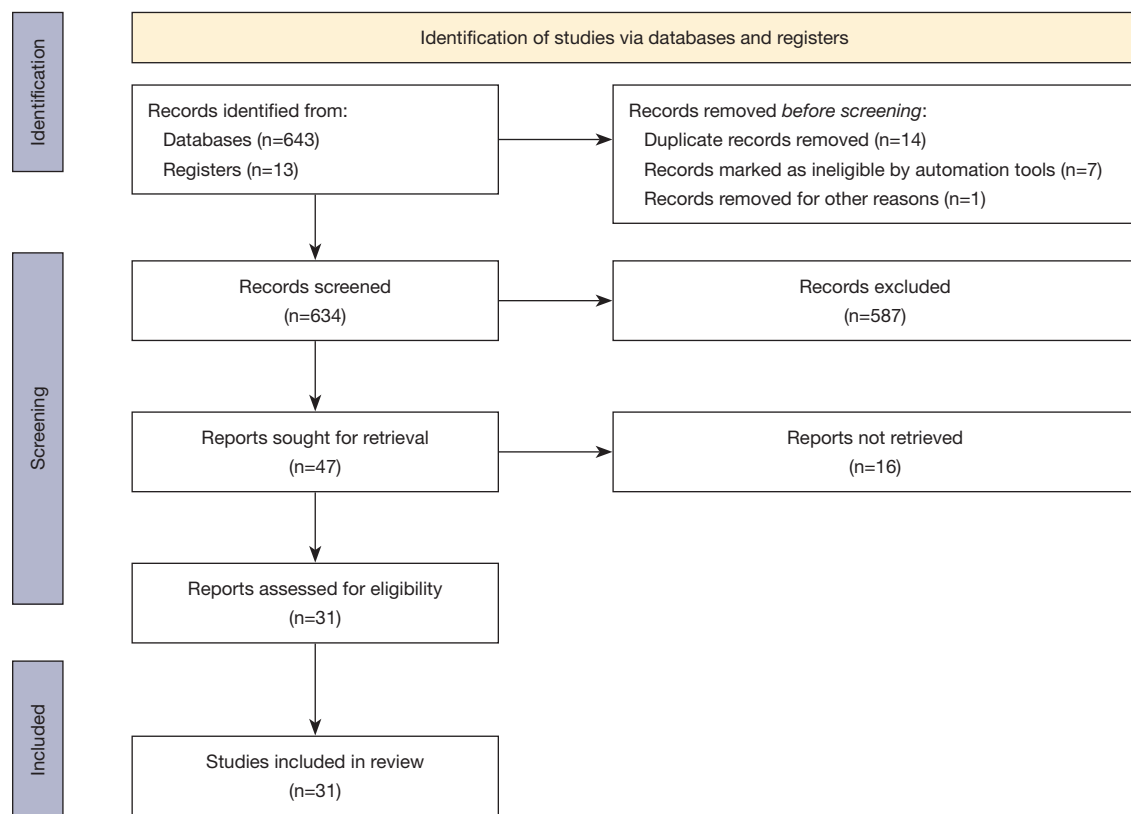 Identification
Identification of studies via databases and registers
Records identified from:
Databases (n=643)
Registers (n=13)
Records removed before screening:
Duplicate records removed (n=14)
Records marked as ineligible by automation tools (n=7)
Records removed for other reasons (n=1)
Screening
Records screened
(n=634)
Records excluded
(n=587)
Reports sought for retrieval
(n=47)
Reports not retrieved
(n=16)
Reports assessed for eligibility
(n=31)
Included
Studies included in review
(n=31)